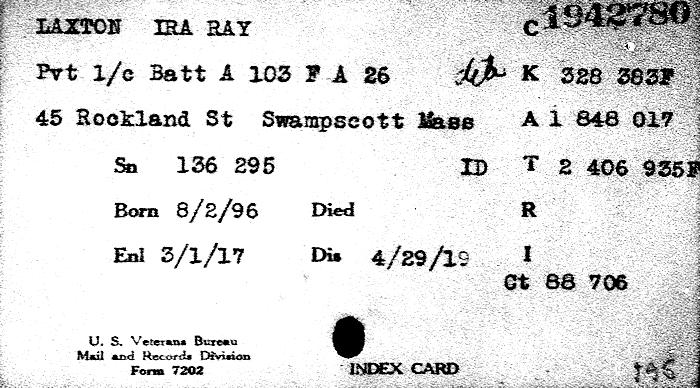 LAXTON IRA RAY C 1942780
Pvt 1/c Batt A 103 F A 26 K 328 383F
45 Rockland St Swampscott Mass A 1 848 017
Sn 136 295 ID T 2 406 935F
Born 8/2/96 Died R
Enl 3/1/17 Dis 4/29/19 I
Ct 88 706
U. S. Veterans Bureau
Mail and Records Division
Form 7202
INDEX CARD